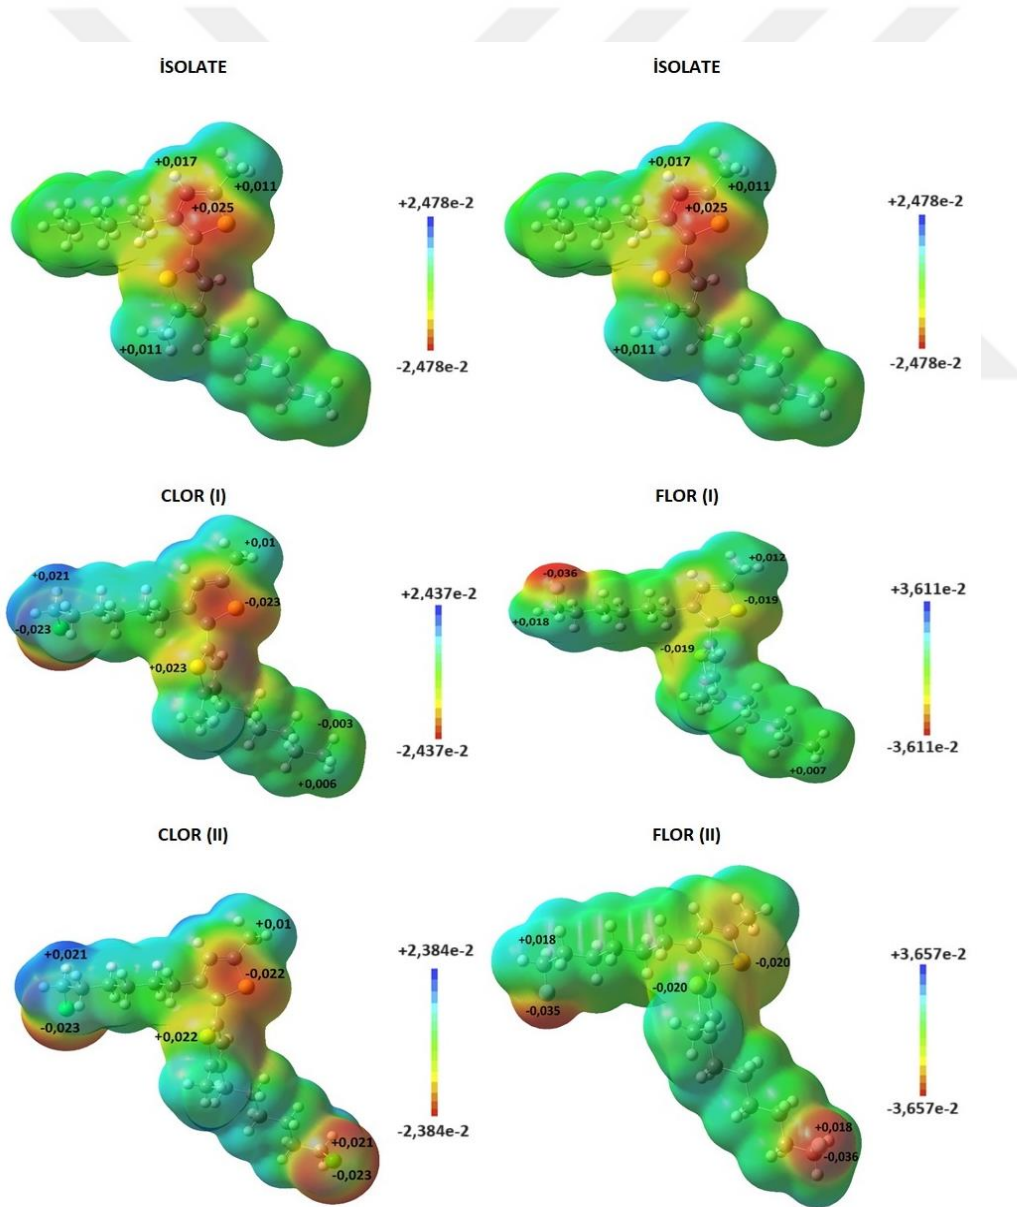 İSOLATE
İSOLATE
+0,017
+0,011
+0,025
+0,011
+2,478e-2
-2,478e-2
+0,017
+0,011
+0,025
+0,011
+2,478e-2
-2,478e-2
CLOR (I)
FLOR (I)
+0,01
+0,021
-0,023
-0,023
+0,023
-0,003
+0,006
+2,437e-2
-2,437e-2
+0,012
-0,036
-0,019
+0,018
-0,019
+0,007
+3,611e-2
-3,611e-2
CLOR (II)
FLOR (II)
+0,01
+0,021
-0,022
-0,023
+0,022
+0,021
-0,023
+2,384e-2
-2,384e-2
+0,018
-0,020
-0,020
-0,035
+0,018
-0,036
+3,657e-2
-3,657e-2